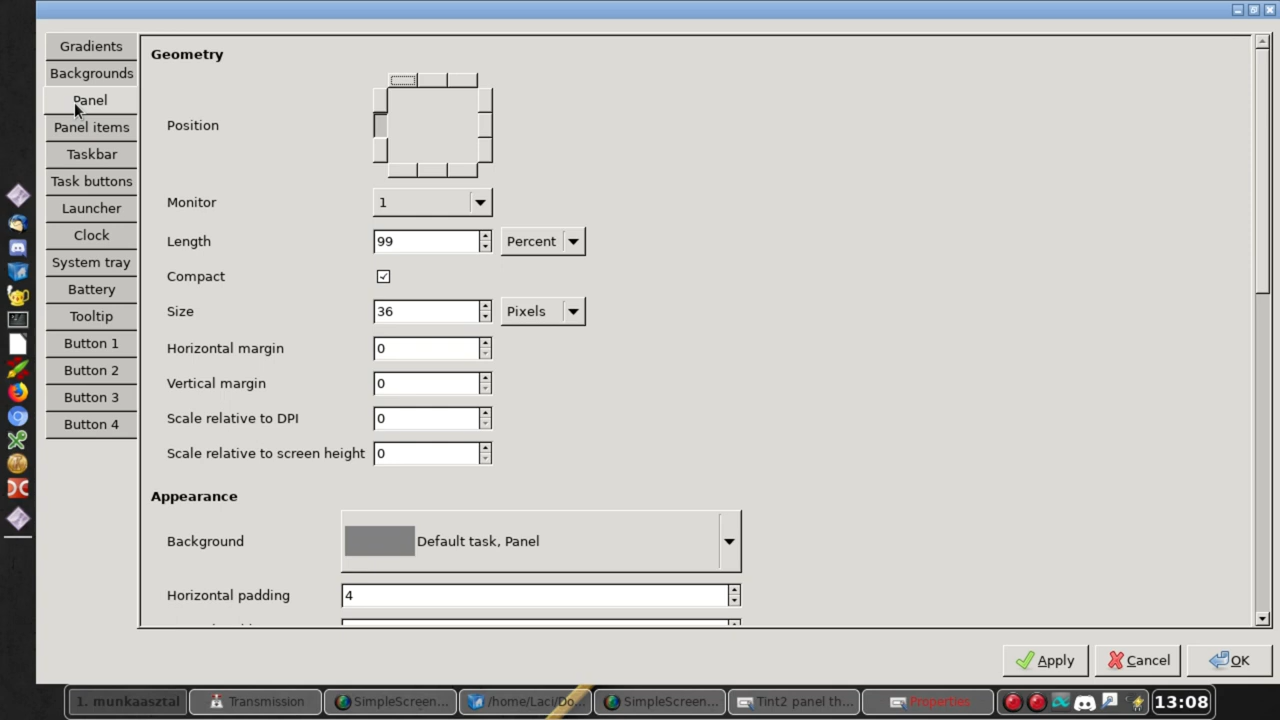 Gradients
Backgrounds
Panel
Panel items
Taskbar
Task buttons
Launcher
Clock
System tray
Battery
Tooltip
Button 1
Button 2
Button 3
Button 4
Geometry
Position
Monitor 1
Length 99 Percent
Compact
Size 36 Pixels
Horizontal margin 0
Vertical margin 0
Scale relative to DPI 0
Scale relative to screen height 0
Appearance
Background Default task, Panel
Horizontal padding 4
Apply Cancel OK
1. munkaasztal Transmission SimpleScreen... /home/Laci/Do... SimpleScreen... Tint2 panel th... Properties 13:08